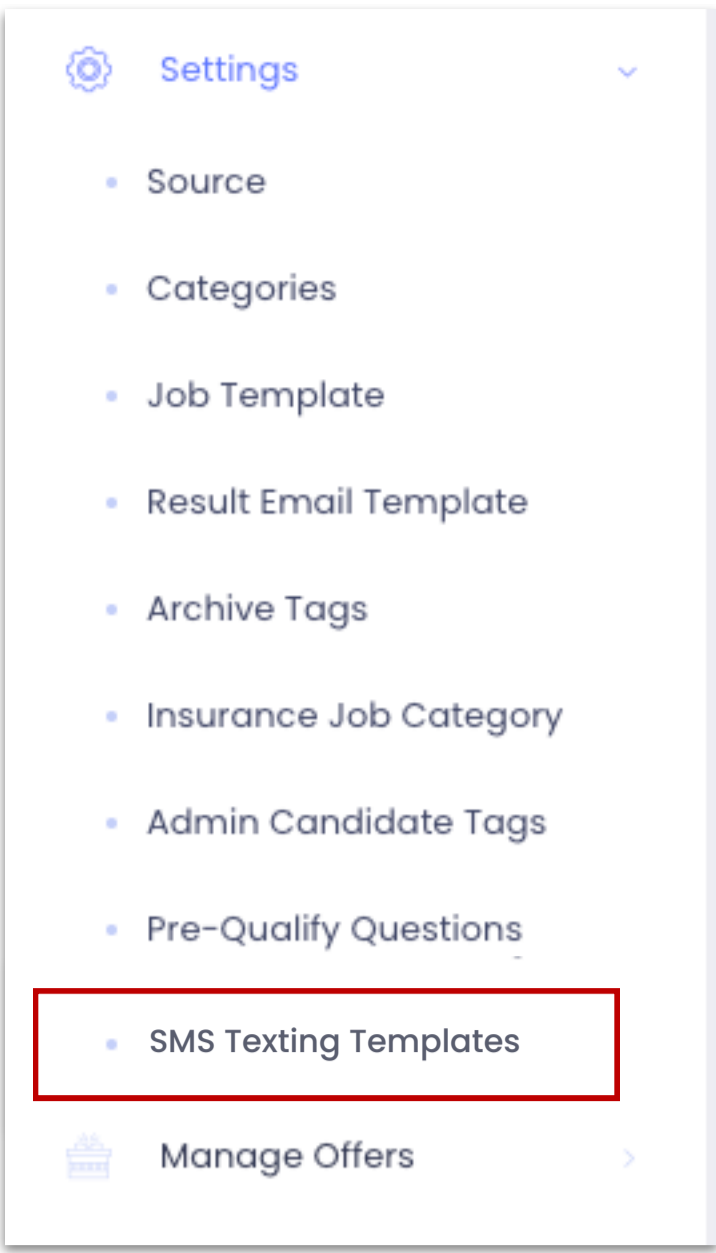 Settings
Source
Categories
Job Template
Result Email Template
Archive Tags
Insurance Job Category
Admin Candidate Tags
Pre-Qualify Questions
SMS Texting Templates
Manage Offers